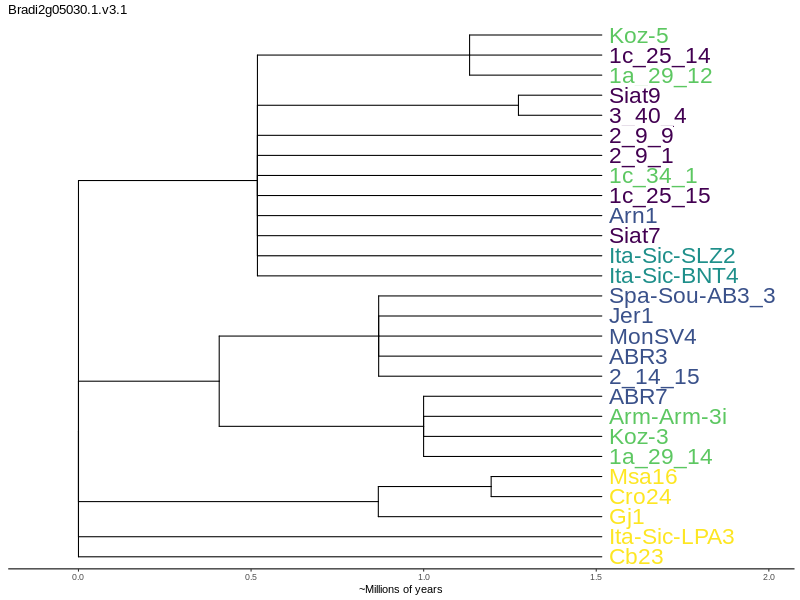 Bradi2g05030.1.v3.1
Koz-5
1c_25_14
1a_29_12
Siat9
3_40_4
2_9_9
2_9_1
1c_34_1
1c_25_15
Arn1
Siat7
Ita-Sic-SLZ2
Ita-Sic-BNT4
Spa-Sou-AB3_3
Jer1
MonSV4
ABR3
2_14_15
ABR7
Arm-Arm-3i
Koz-3
1a_29_14
Msa16
Cro24
Gj1
Ita-Sic-LPA3
Cb23
0.0 0.5 1.0 1.5 2.0
~Millions of years